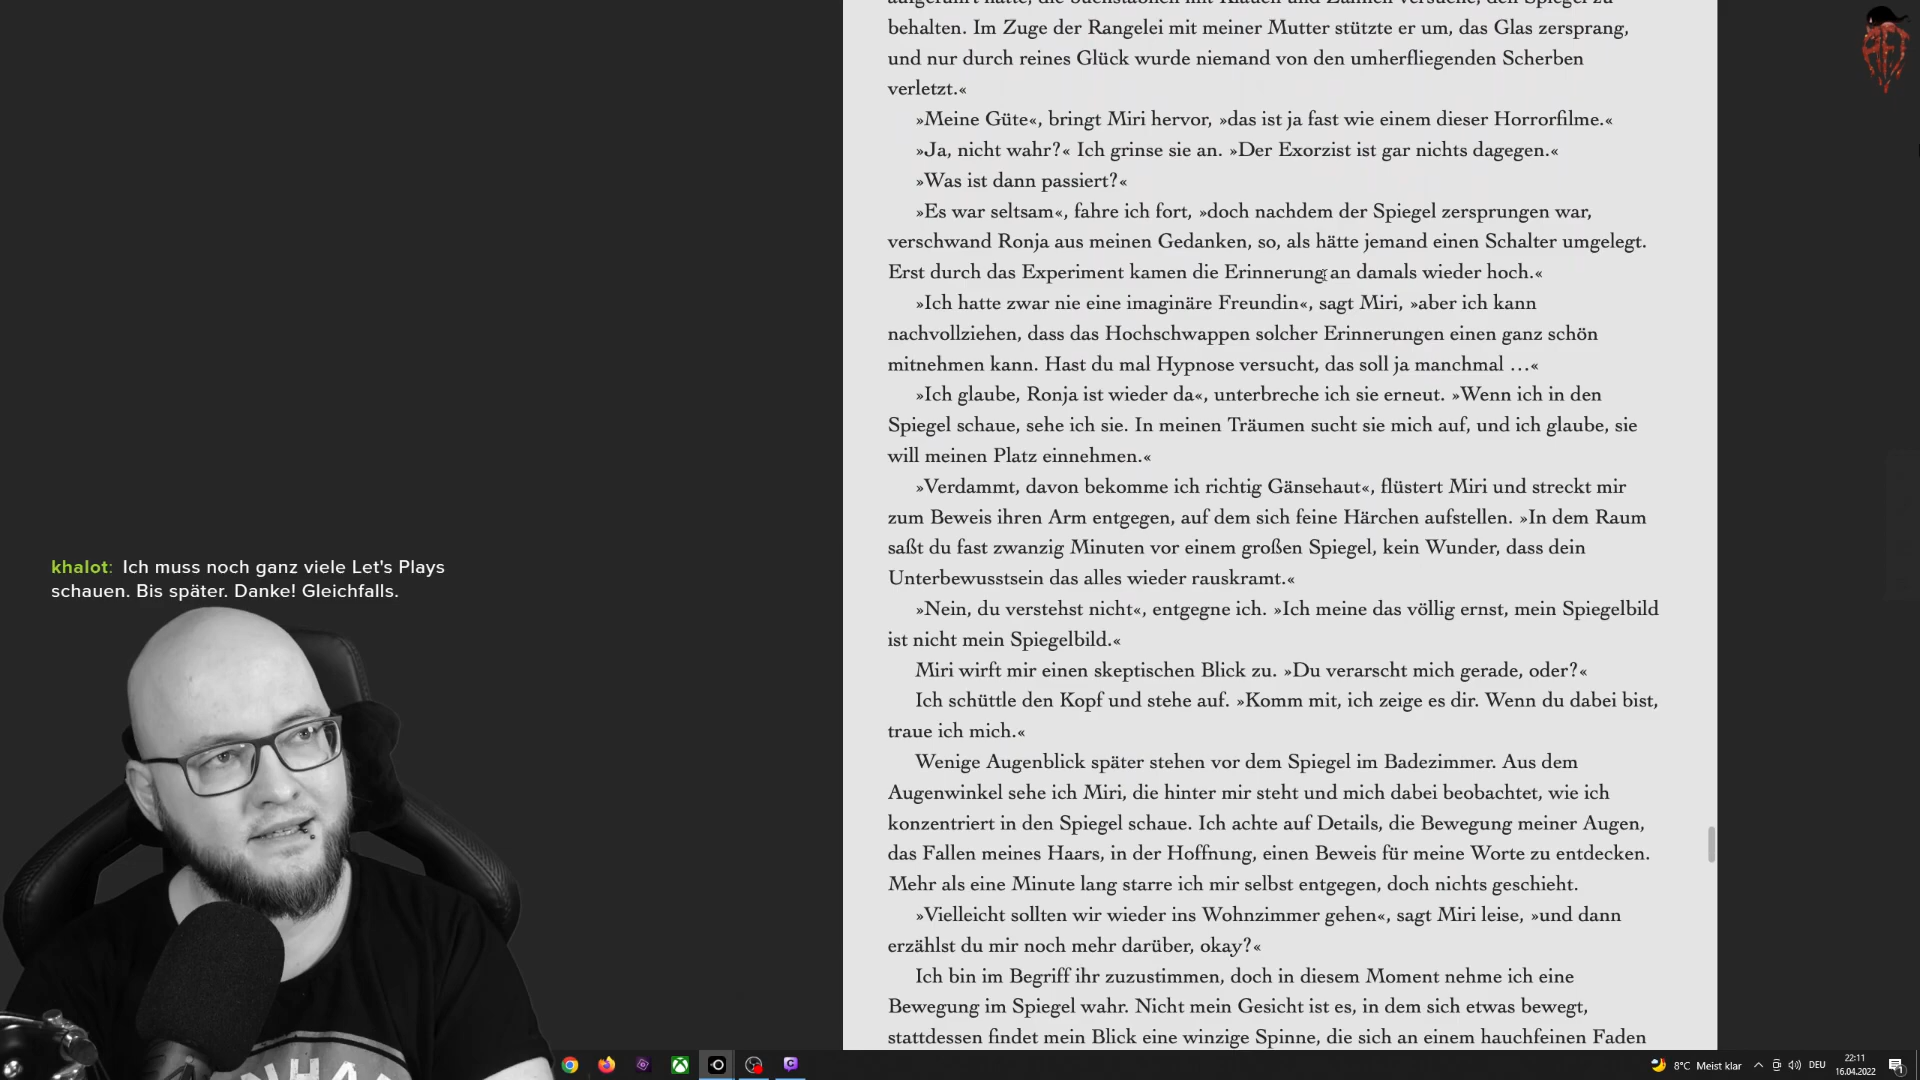 behalten. Im Zuge der Rangelei mit meiner Mutter stützte er um, das Glas zersprang,
und nur durch reines Glück wurde niemand von den umherfliegenden Scherben
verletzt.«
»Meine Güte«, bringt Miri hervor, »das ist ja fast wie einem dieser Horrorfilme.«
»Ja, nicht wahr?« Ich grinse sie an. »Der Exorzist ist gar nichts dagegen.«
»Was ist dann passiert?«
»Es war seltsam«, fahre ich fort, »doch nachdem der Spiegel zersprungen war,
verschwand Ronja aus meinen Gedanken, so, als hätte jemand einen Schalter umgelegt.
Erst durch das Experiment kamen die Erinnerung an damals wieder hoch.«
»Ich hatte zwar nie eine imaginäre Freundin«, sagt Miri, »aber ich kann
nachvollziehen, dass das Hochschwappen solcher Erinnerungen einen ganz schön
mitnehmen kann. Hast du mal Hypnose versucht, das soll ja manchmal …«
»Ich glaube, Ronja ist wieder da«, unterbreche ich sie erneut. »Wenn ich in den
Spiegel schaue, sehe ich sie. In meinen Träumen sucht sie mich auf, und ich glaube, sie
will meinen Platz einnehmen.«
»Verdammt, davon bekomme ich richtig Gänsehaut«, flüstert Miri und streckt mir
zum Beweis ihren Arm entgegen, auf dem sich feine Härchen aufstellen. »In dem Raum
saßt du fast zwanzig Minuten vor einem großen Spiegel, kein Wunder, dass dein
Unterbewusstsein das alles wieder rauskramt.«
»Nein, du verstehst nicht«, entgegne ich. »Ich meine das völlig ernst, mein Spiegelbild
ist nicht mein Spiegelbild.«
Miri wirft mir einen skeptischen Blick zu. »Du verarscht mich gerade, oder?«
Ich schüttle den Kopf und stehe auf. »Komm mit, ich zeige es dir. Wenn du dabei bist,
traue ich mich.«
Wenige Augenblick später stehen vor dem Spiegel im Badezimmer. Aus dem
Augenwinkel sehe ich Miri, die hinter mir steht und mich dabei beobachtet, wie ich
konzentriert in den Spiegel schaue. Ich achte auf Details, die Bewegung meiner Augen,
das Fallen meines Haars, in der Hoffnung, einen Beweis für meine Worte zu entdecken.
Mehr als eine Minute lang starre ich mir selbst entgegen, doch nichts geschieht.
»Vielleicht sollten wir wieder ins Wohnzimmer gehen«, sagt Miri leise, »und dann
erzählst du mir noch mehr darüber, okay?«
Ich bin im Begriff ihr zuzustimmen, doch in diesem Moment nehme ich eine
Bewegung im Spiegel wahr. Nicht mein Gesicht ist es, in dem sich etwas bewegt,
stattdessen findet mein Blick eine winzige Spinne, die sich an einem hauchfeinen Faden
khalot: Ich muss noch ganz viele Let's Plays
schauen. Bis später. Danke! Gleichfalls.
8°C Meist klar
DEU
22:11
16.04.2022